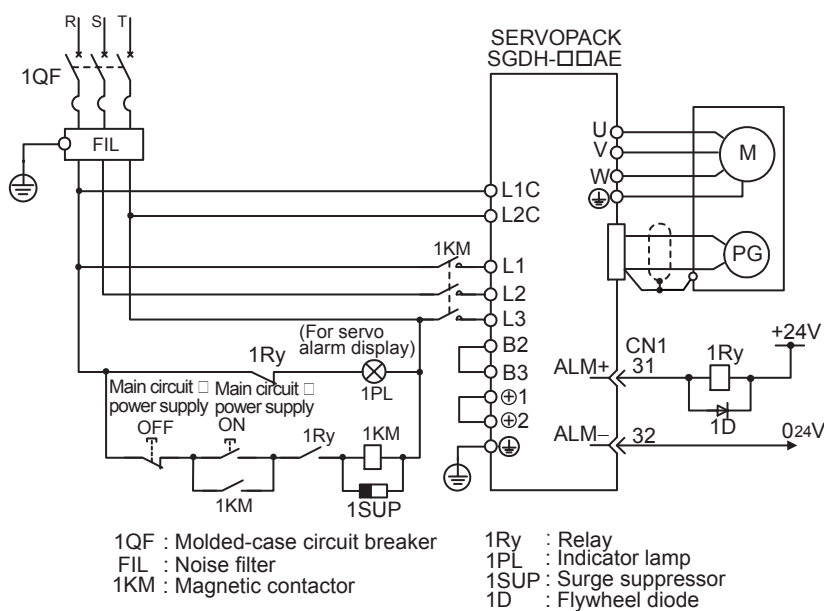 R S T
SERVOPACK
SGDH-□□AE
1QF
FIL
U
V
W
M
L1C
L2C
PG
1KM
L1
L2
L3
(For servo
alarm display)
1Ry
1PL
B2
B3
⊕1
⊕2
CN1
ALM+
31
1Ry
+24V
1D
ALM−
32
024V
Main circuit □
power supply
OFF
Main circuit □
power supply
ON
1Ry
1KM
1KM
1SUP
1QF : Molded-case circuit breaker
FIL : Noise filter
1KM : Magnetic contactor
1Ry : Relay
1PL : Indicator lamp
1SUP : Surge suppressor
1D : Flywheel diode